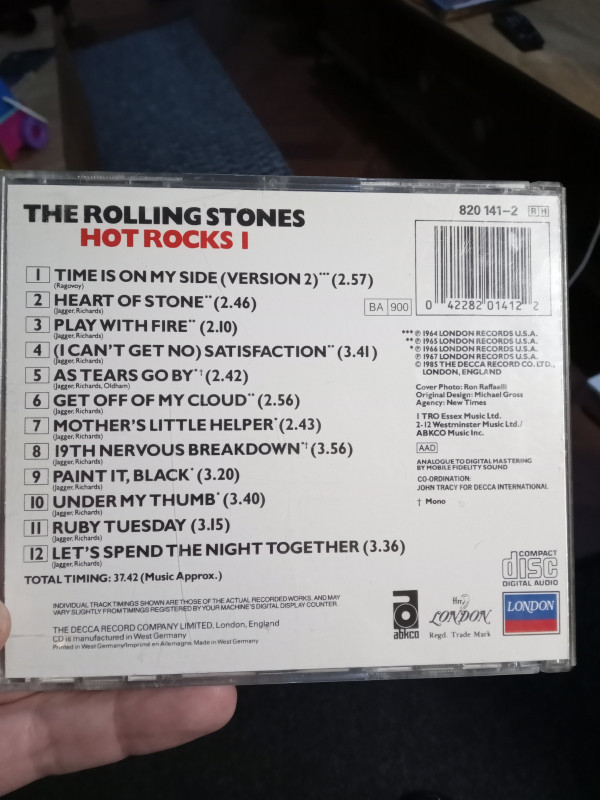 THE ROLLING STONES
HOT ROCKS 1
820 141-2 RH
BA 900
0 42282 01412 2
1 TIME IS ON MY SIDE (VERSION 2)*** (2.57)
(Ragovoy)
2 HEART OF STONE** (2.46)
(Jagger, Richards)
3 PLAY WITH FIRE** (2.10)
(Jagger, Richards)
4 (I CAN'T GET NO) SATISFACTION** (3.41)
(Jagger, Richards)
5 AS TEARS GO BY*† (2.42)
(Jagger, Richards, Oldham)
6 GET OFF OF MY CLOUD** (2.56)
(Jagger, Richards)
7 MOTHER'S LITTLE HELPER* (2.43)
(Jagger, Richards)
8 19TH NERVOUS BREAKDOWN*† (3.56)
(Jagger, Richards)
9 PAINT IT, BLACK* (3.20)
(Jagger, Richards)
10 UNDER MY THUMB* (3.40)
(Jagger, Richards)
11 RUBY TUESDAY (3.15)
(Jagger, Richards)
12 LET'S SPEND THE NIGHT TOGETHER (3.36)
(Jagger, Richards)
TOTAL TIMING: 37.42 (Music Approx.)
*** ℗ 1964 LONDON RECORDS U.S.A.
** ℗ 1965 LONDON RECORDS U.S.A.
* ℗ 1966 LONDON RECORDS U.S.A.
℗ 1967 LONDON RECORDS U.S.A.
© 1985 THE DECCA RECORD CO. LTD.,
LONDON, ENGLAND
Cover Photo: Ron Raffaelli
Original Design: Michael Gross
Agency: New Times
1 TRO Essex Music Ltd.
2-12 Westminster Music Ltd./
ABKCO Music Inc.
AAD
ANALOGUE TO DIGITAL MASTERING
BY MOBILE FIDELITY SOUND
CO-ORDINATION:
JOHN TRACY FOR DECCA INTERNATIONAL
† Mono
COMPACT
disc
DIGITAL AUDIO
INDIVIDUAL TRACK TIMINGS SHOWN ARE THOSE OF THE ACTUAL RECORDED WORKS, AND MAY
VARY SLIGHTLY FROM TIMINGS REGISTERED BY YOUR MACHINE'S DIGITAL DISPLAY COUNTER.
THE DECCA RECORD COMPANY LIMITED, London, England
CD is manufactured in West Germany
Printed in West Germany/Imprimé en Allemagne. Made in West Germany
abkco
ffrr
LONDON
Regd. Trade Mark
LONDON